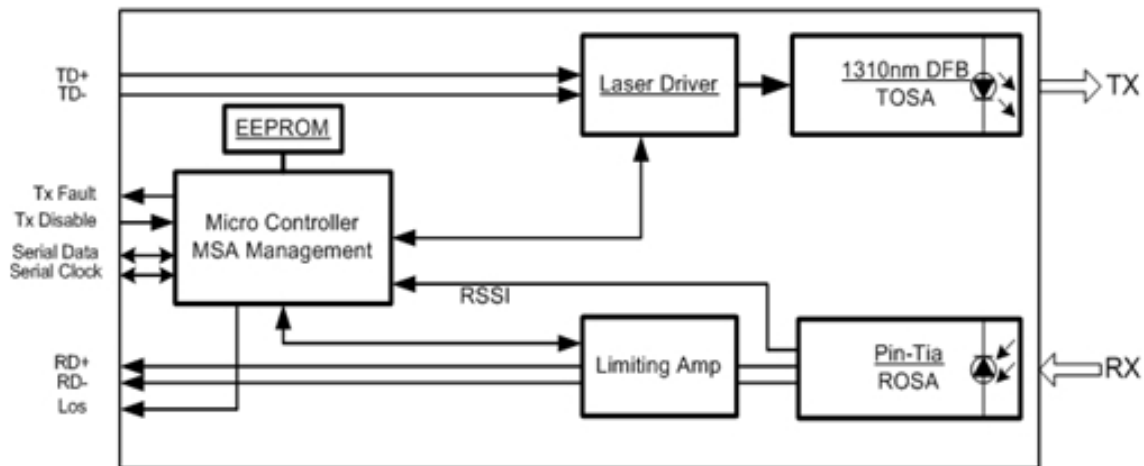 TD+
TD-
EEPROM
Laser Driver
1310nm DFB
TOSA
TX
Tx Fault
Tx Disable
Serial Data
Serial Clock
Micro Controller
MSA Management
RSSI
RD+
RD-
Los
Limiting Amp
Pin-Tia
ROSA
RX